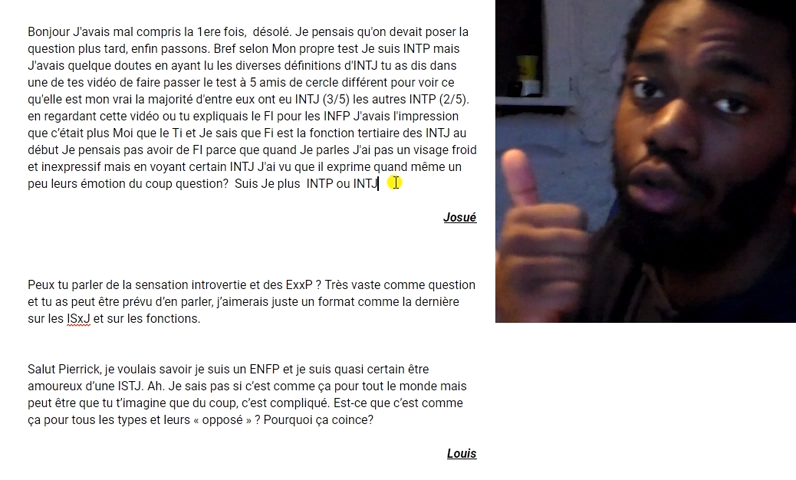 Bonjour J'avais mal compris la 1ere fois,  désolé. Je pensais qu'on devait poser la
question plus tard, enfin passons. Bref selon Mon propre test Je suis INTP mais
J'avais quelque doutes en ayant lu les diverses définitions d'INTJ tu as dis dans
une de tes vidéo de faire passer le test à 5 amis de cercle différent pour voir ce
qu'elle est mon vrai la majorité d'entre eux ont eu INTJ (3/5) les autres INTP (2/5).
en regardant cette vidéo ou tu expliquais le FI pour les INFP J'avais l'impression
que c'était plus Moi que le Ti et Je sais que Fi est la fonction tertiaire des INTJ au
début Je pensais pas avoir de FI parce que quand Je parles J'ai pas un visage froid
et inexpressif mais en voyant certain INTJ J'ai vu que il exprime quand même un
peu leurs émotion du coup question?  Suis Je plus  INTP ou INTJ
Josué
Peux tu parler de la sensation introvertie et des ExxP ? Très vaste comme question
et tu as peut être prévu d'en parler, j'aimerais juste un format comme la dernière
sur les ISxJ et sur les fonctions.
Salut Pierrick, je voulais savoir je suis un ENFP et je suis quasi certain être
amoureux d'une ISTJ. Ah. Je sais pas si c'est comme ça pour tout le monde mais
peut être que tu t'imagine que du coup, c'est compliqué. Est-ce que c'est comme
ça pour tous les types et leurs « opposé » ? Pourquoi ça coince?
Louis